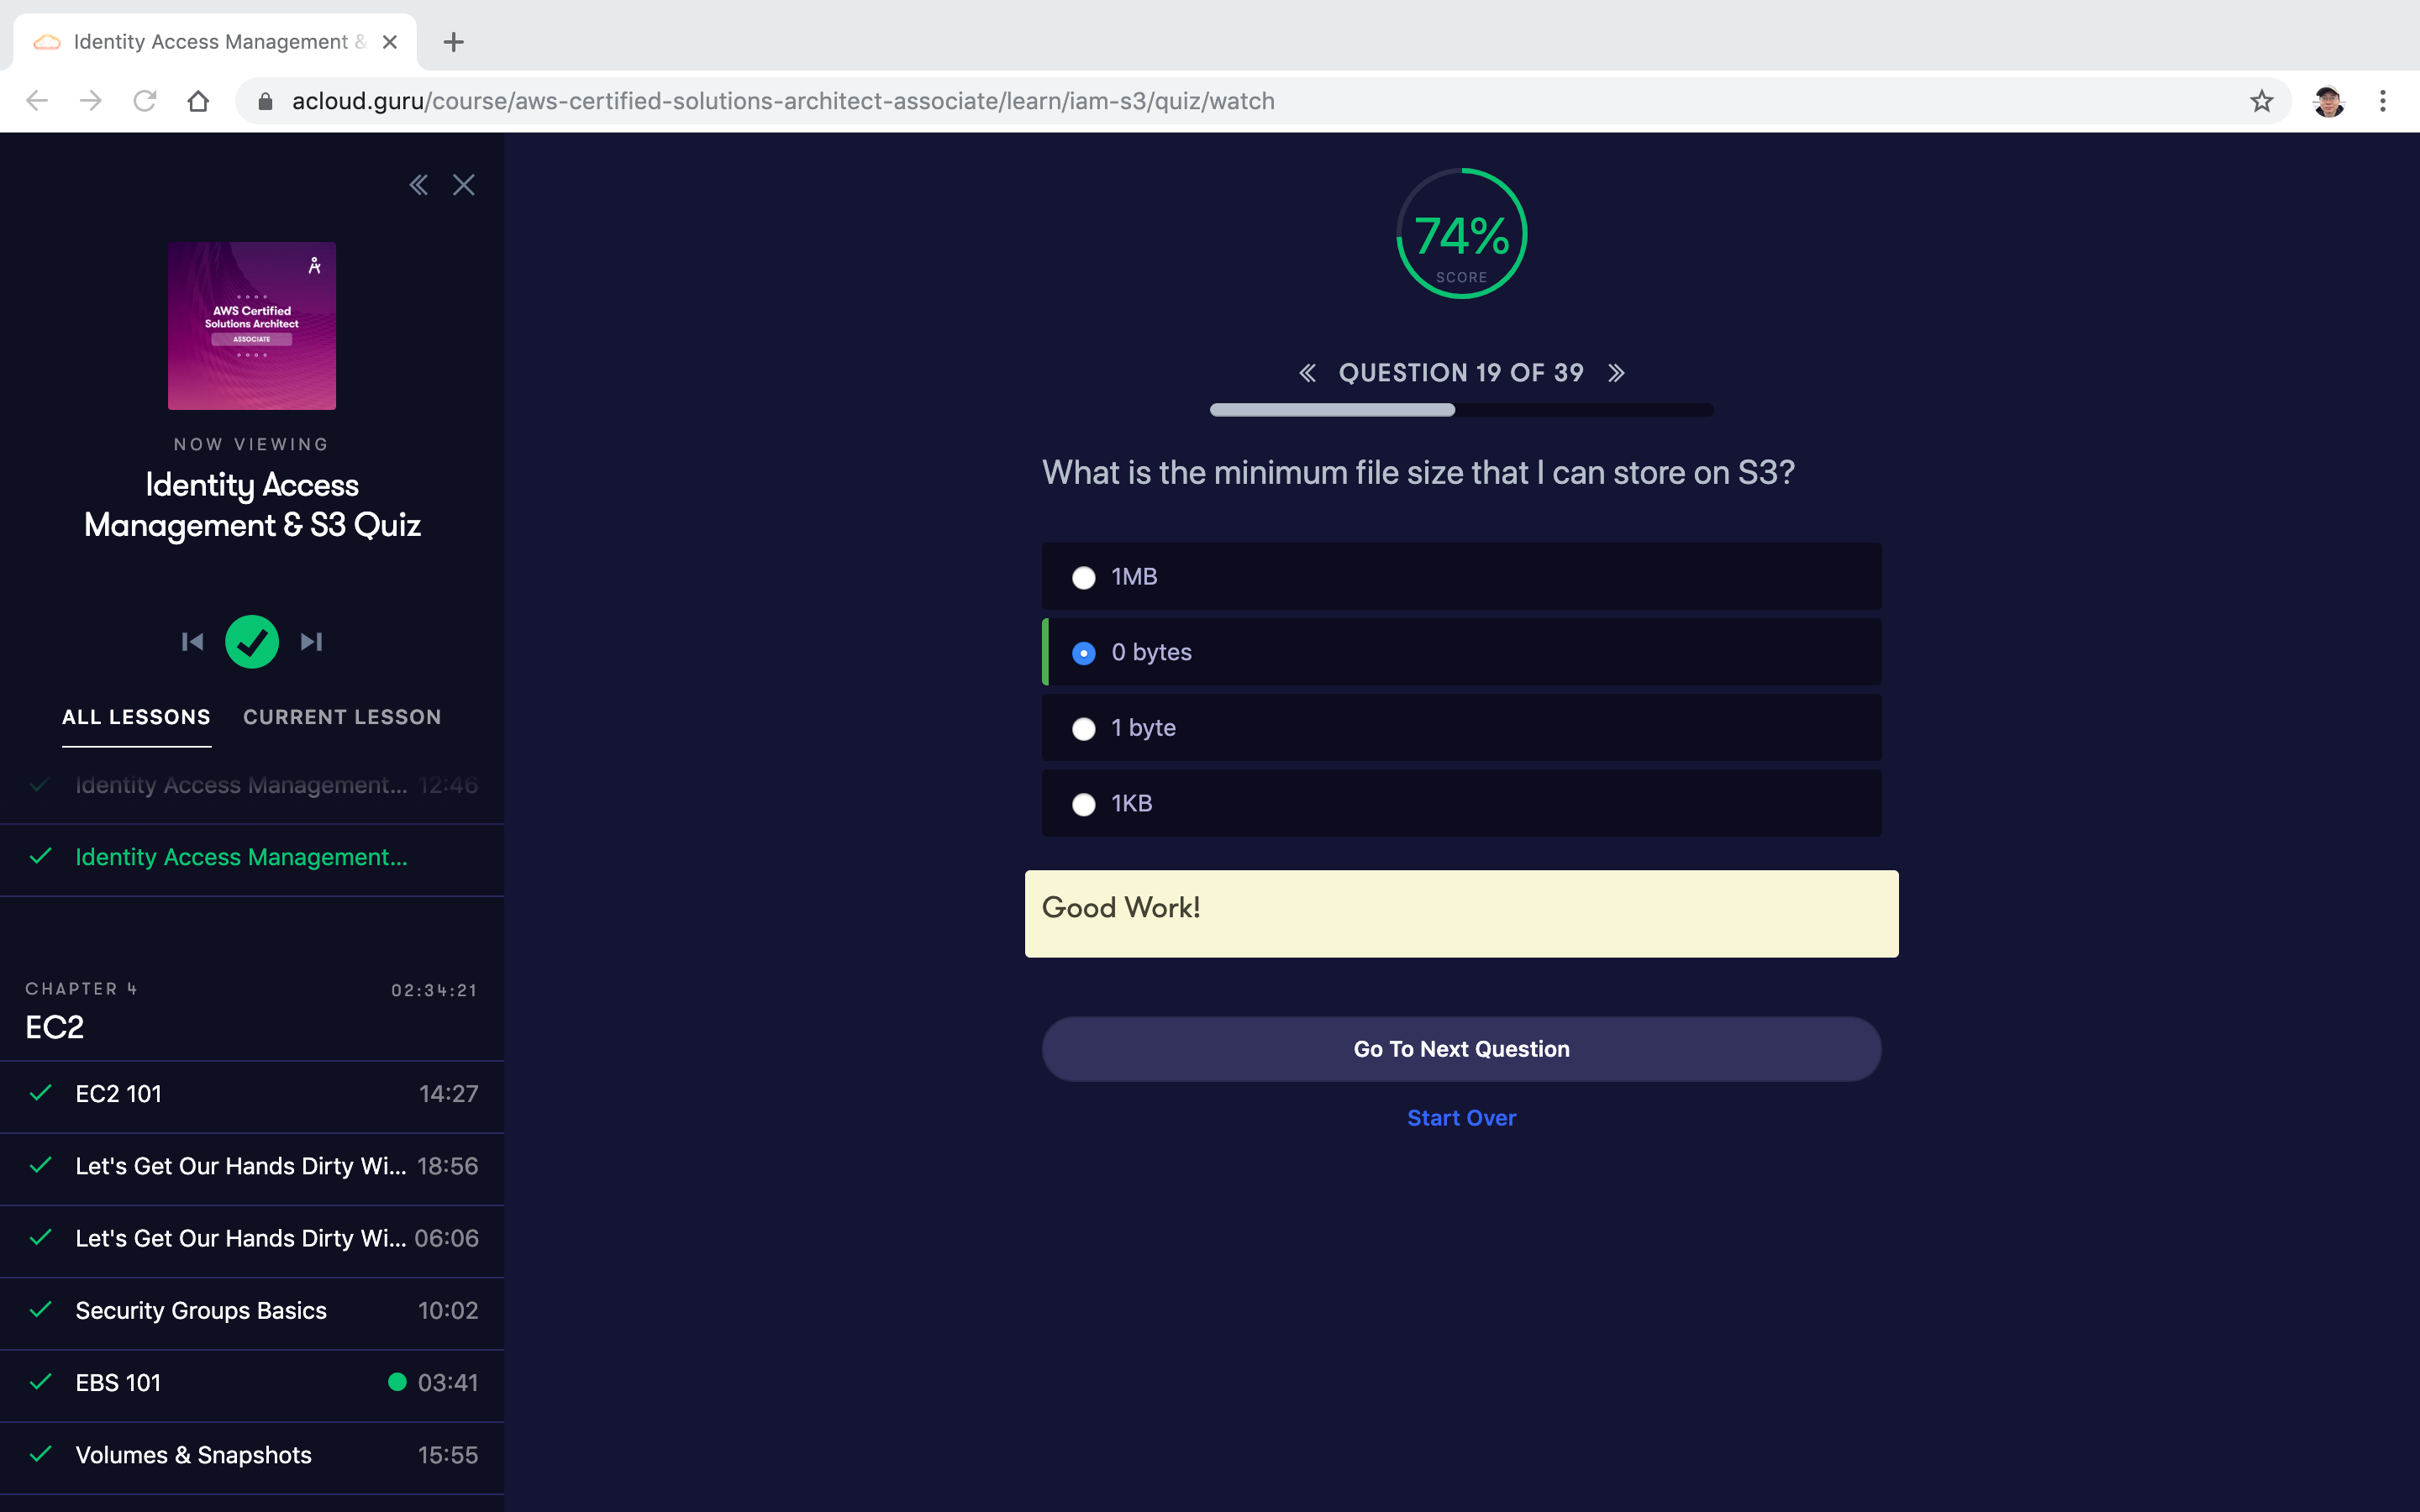 Identity Access Management &
acloud.guru/course/aws-certified-solutions-architect-associate/learn/iam-s3/quiz/watch
AWS Certified
Solutions Architect
ASSOCIATE
NOW VIEWING
Identity Access
Management & S3 Quiz
ALL LESSONS CURRENT LESSON
Identity Access Management... 12:46
Identity Access Management...
CHAPTER 4 02:34:21
EC2
EC2 101 14:27
Let's Get Our Hands Dirty Wi... 18:56
Let's Get Our Hands Dirty Wi... 06:06
Security Groups Basics 10:02
EBS 101 03:41
Volumes & Snapshots 15:55
74%
SCORE
QUESTION 19 OF 39
What is the minimum file size that I can store on S3?
1MB
0 bytes
1 byte
1KB
Good Work!
Go To Next Question
Start Over